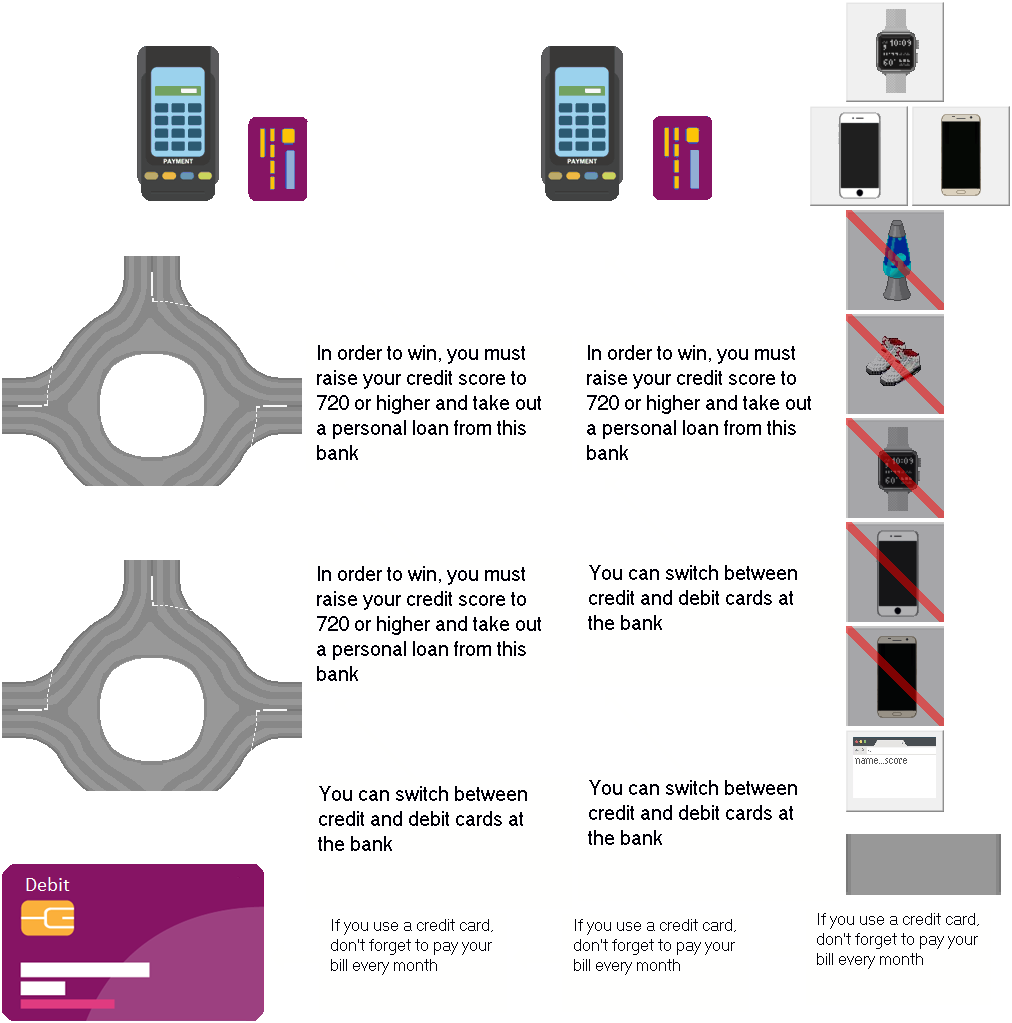 10:09
60°
PAYMENT
PAYMENT
In order to win, you must
raise your credit score to
720 or higher and take out
a personal loan from this
bank
In order to win, you must
raise your credit score to
720 or higher and take out
a personal loan from this
bank
10:09
60°
In order to win, you must
raise your credit score to
720 or higher and take out
a personal loan from this
bank
You can switch between
credit and debit cards at
the bank
name...score
You can switch between
credit and debit cards at
the bank
You can switch between
credit and debit cards at
the bank
Debit
If you use a credit card,
don't forget to pay your
bill every month
If you use a credit card,
don't forget to pay your
bill every month
If you use a credit card,
don't forget to pay your
bill every month